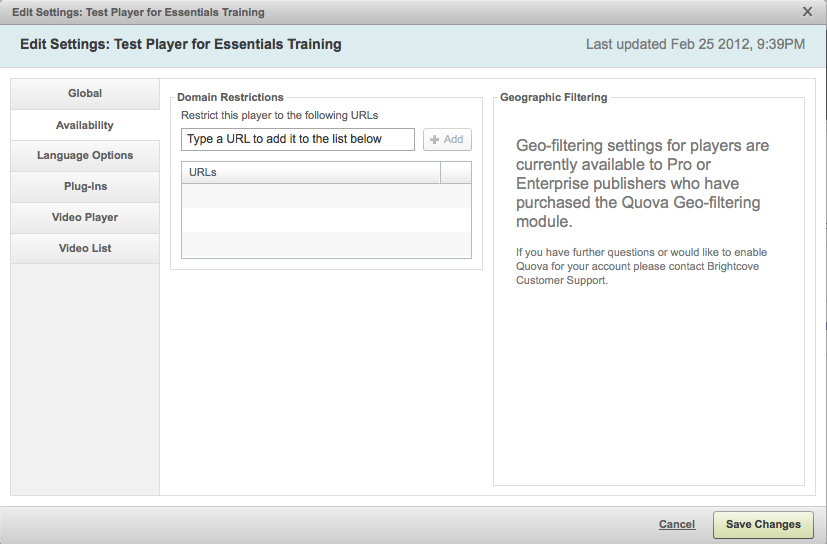 Edit Settings: Test Player for Essentials Training
Edit Settings: Test Player for Essentials Training
Last updated Feb 25 2012, 9:39PM
Global
Availability
Language Options
Plug-Ins
Video Player
Video List
Domain Restrictions
Restrict this player to the following URLs
Type a URL to add it to the list below
Add
URLs
Geographic Filtering
Geo-filtering settings for players are
currently available to Pro or
Enterprise publishers who have
purchased the Quova Geo-filtering
module.
If you have further questions or would like to enable
Quova for your account please contact Brightcove
Customer Support.
Cancel
Save Changes